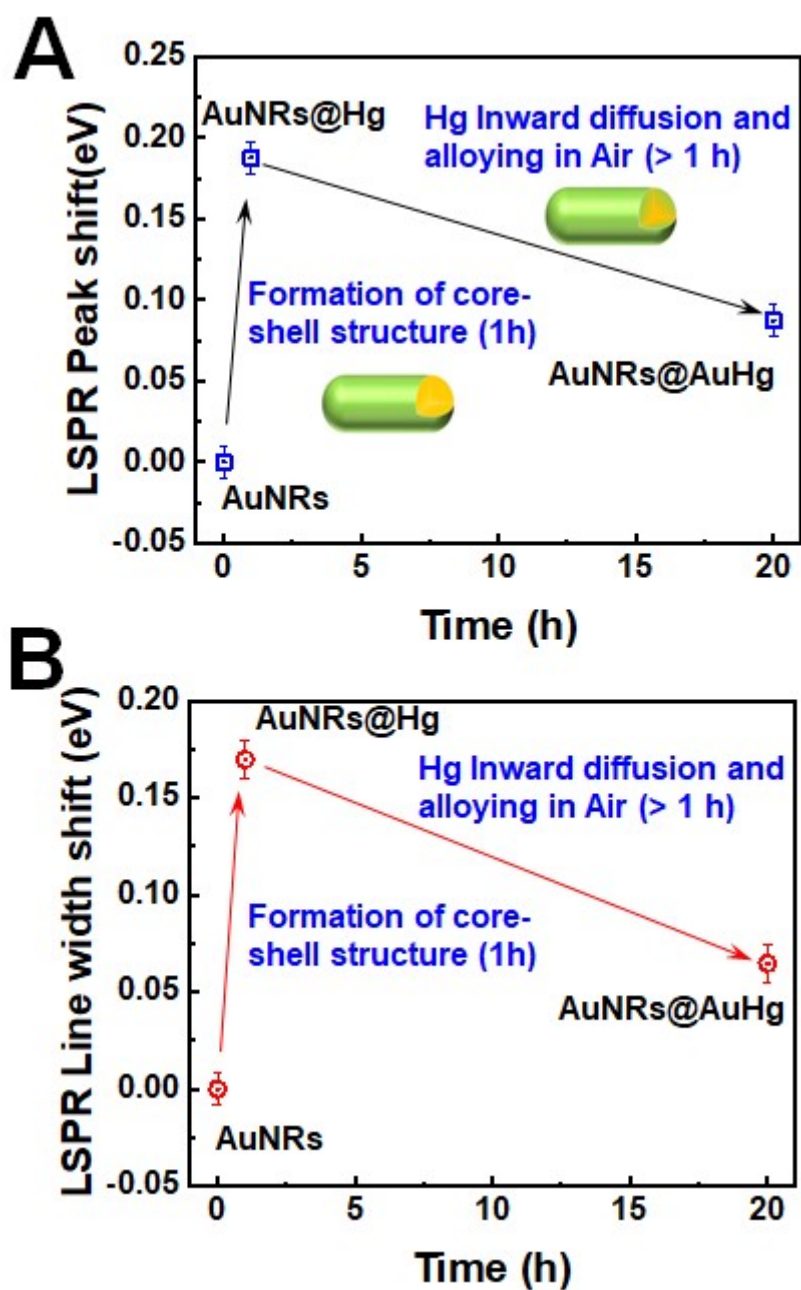 A
0.25
0.20
0.15
0.10
0.05
0.00
-0.05
LSPR Peak shift(eV)
AuNRs@Hg
Hg Inward diffusion and
alloying in Air (> 1 h)
Formation of core-
shell structure (1h)
AuNRs@AuHg
AuNRs
0 5 10 15 20
Time (h)
B
0.20
0.15
0.10
0.05
0.00
-0.05
LSPR Line width shift (eV)
AuNRs@Hg
Hg Inward diffusion and
alloying in Air (> 1 h)
Formation of core-
shell structure (1h)
AuNRs@AuHg
AuNRs
0 5 10 15 20
Time (h)